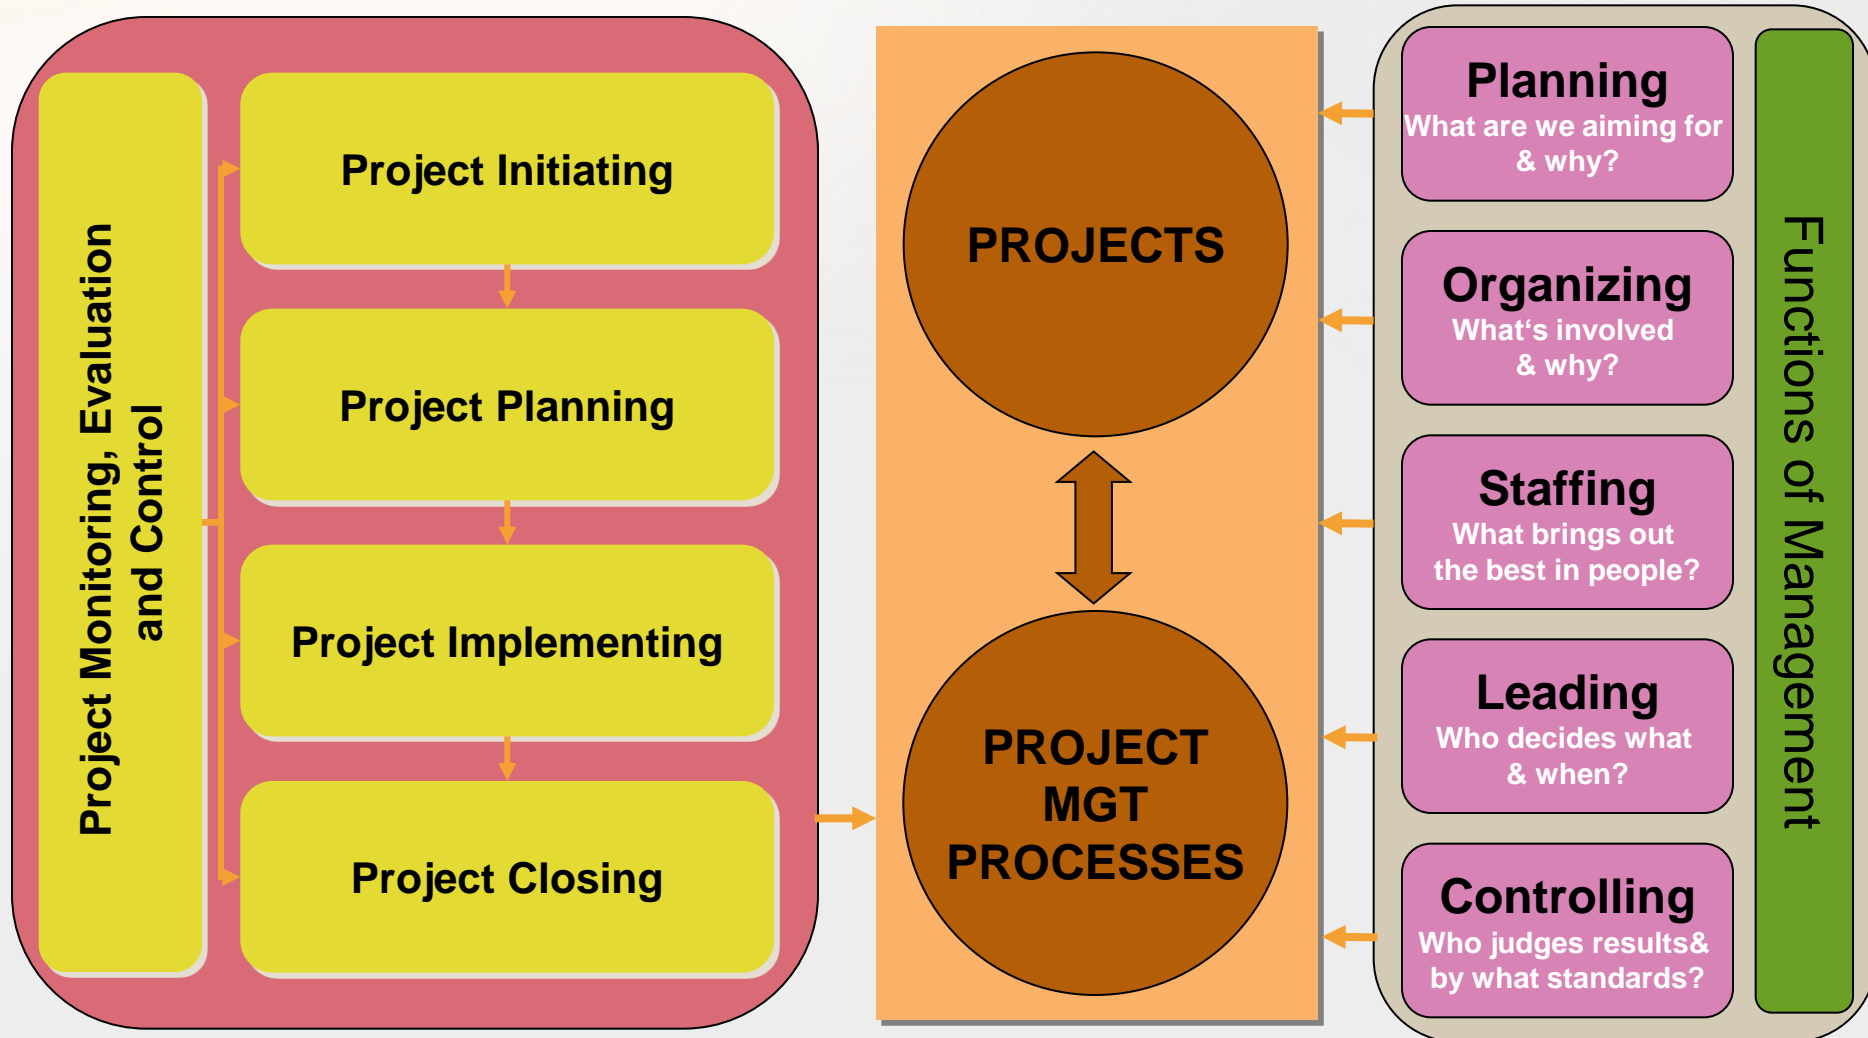 Project Monitoring, Evaluation
and Control
Project Initiating
Project Planning
Project Implementing
Project Closing
PROJECTS
PROJECT
MGT
PROCESSES
Planning
What are we aiming for
& why?
Organizing
What‘s involved
& why?
Staffing
What brings out
the best in people?
Leading
Who decides what
& when?
Controlling
Who judges results&
by what standards?
Functions of Management